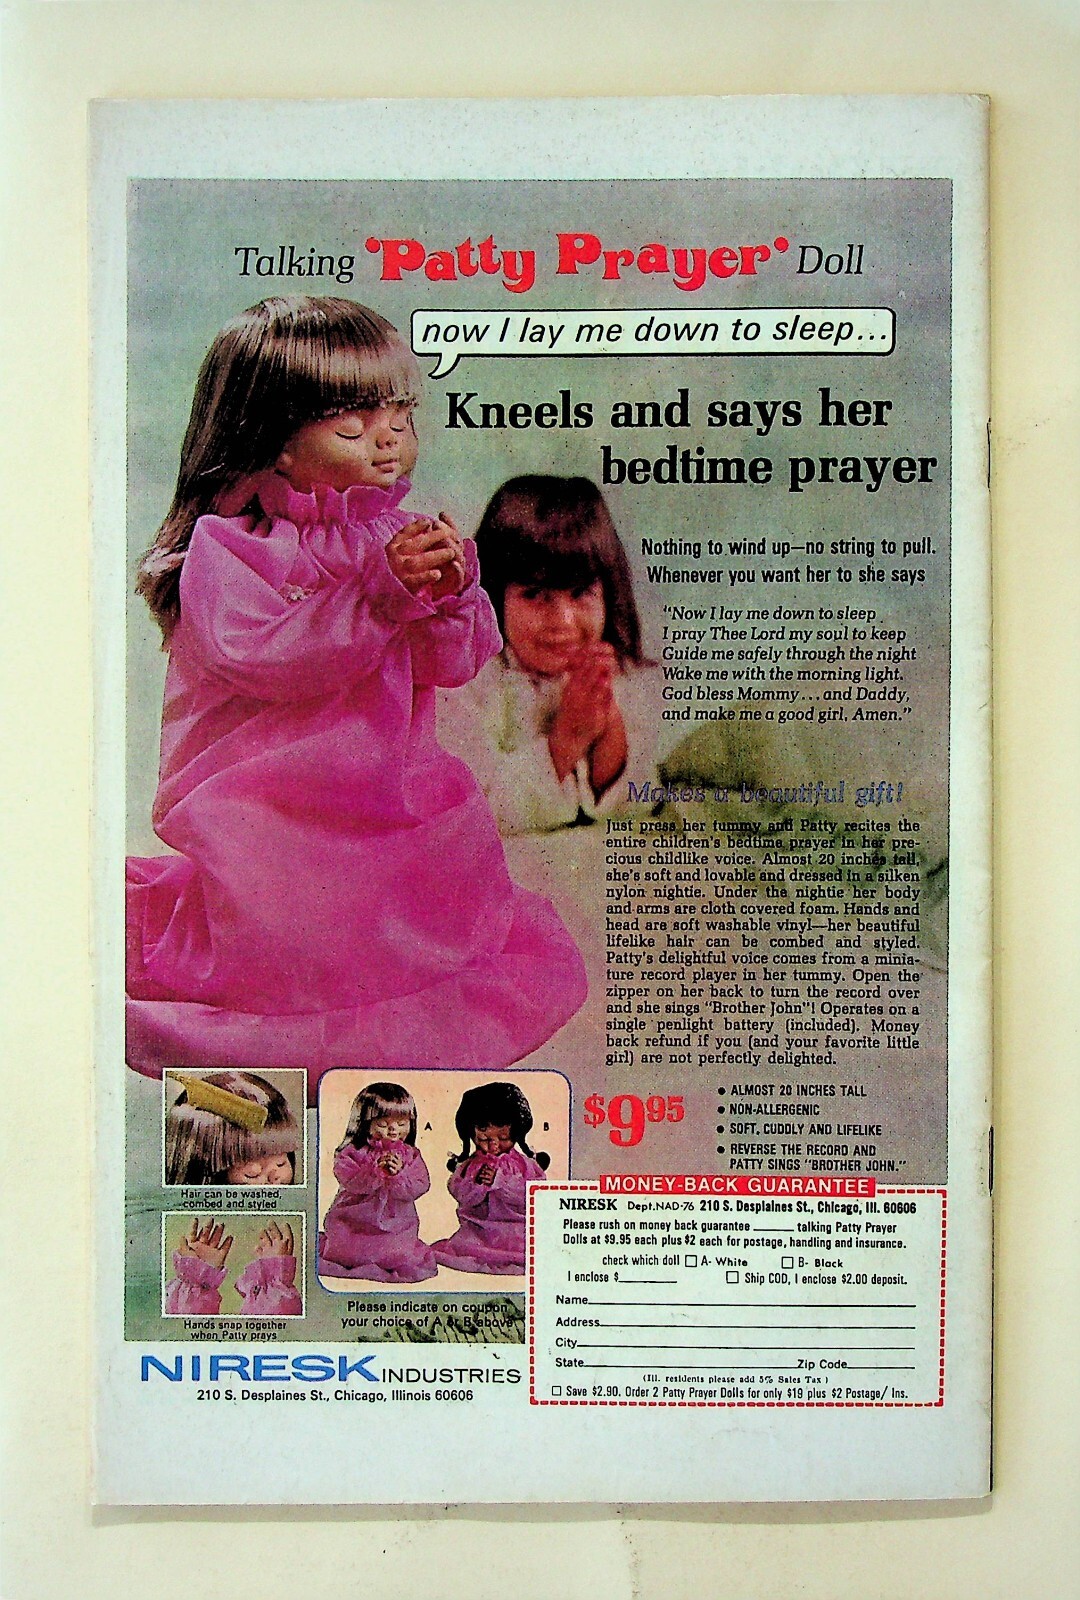 Talking 'Patty Prayer' Doll
now I lay me down to sleep...
Kneels and says her
bedtime prayer
Nothing to wind up—no string to pull.
Whenever you want her to she says
"Now I lay me down to sleep
I pray Thee Lord my soul to keep
Guide me safely through the night
Wake me with the morning light.
God bless Mommy...and Daddy,
and make me a good girl, Amen."
Makes a beautiful gift!
Just press her tummy and Patty recites the
entire children's bedtime prayer in her pre-
cious childlike voice. Almost 20 inches tall,
she's soft and lovable and dressed in a silken
nylon nightie. Under the nightie her body
and arms are cloth covered foam. Hands and
head are soft washable vinyl—her beautiful
lifelike hair can be combed and styled.
Patty's delightful voice comes from a minia-
ture record player in her tummy. Open the
zipper on her back to turn the record over
and she sings "Brother John"! Operates on a
single penlight battery (included). Money
back refund if you (and your favorite little
girl) are not perfectly delighted.
$9.95
• ALMOST 20 INCHES TALL
• NON-ALLERGENIC
• SOFT, CUDDLY AND LIFELIKE
• REVERSE THE RECORD AND
PATTY SINGS "BROTHER JOHN."
A
B
Hair can be washed,
combed and styled
Hands snap together
when Patty prays
Please indicate on coupon
your choice of A or B above
NIRESK INDUSTRIES
210 S. Desplaines St., Chicago, Illinois 60606
MONEY-BACK GUARANTEE
NIRESK Dept.NAD-76 210 S. Desplaines St., Chicago, Ill. 60606
Please rush on money back guarantee ______ talking Patty Prayer
Dolls at $9.95 each plus $2 each for postage, handling and insurance.
check which doll □ A- White □ B- Black
I enclose $________ □ Ship COD, I enclose $2.00 deposit.
Name
Address
City
State Zip Code
(Ill. residents please add 5% Sales Tax)
□ Save $2.90. Order 2 Patty Prayer Dolls for only $19 plus $2 Postage/ Ins.